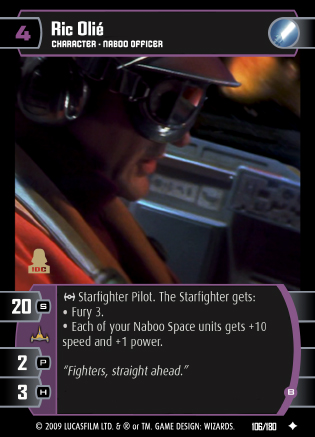 4
Ric Olié
CHARACTER - NABOO OFFICER
IDC
20 S
Starfighter Pilot. The Starfighter gets:
• Fury 3.
• Each of your Naboo Space units gets +10
speed and +1 power.
2 P
"Fighters, straight ahead."
3 H
B
© 2009 LUCASFILM LTD. & ® or TM. GAME DESIGN: WIZARDS. 106/180